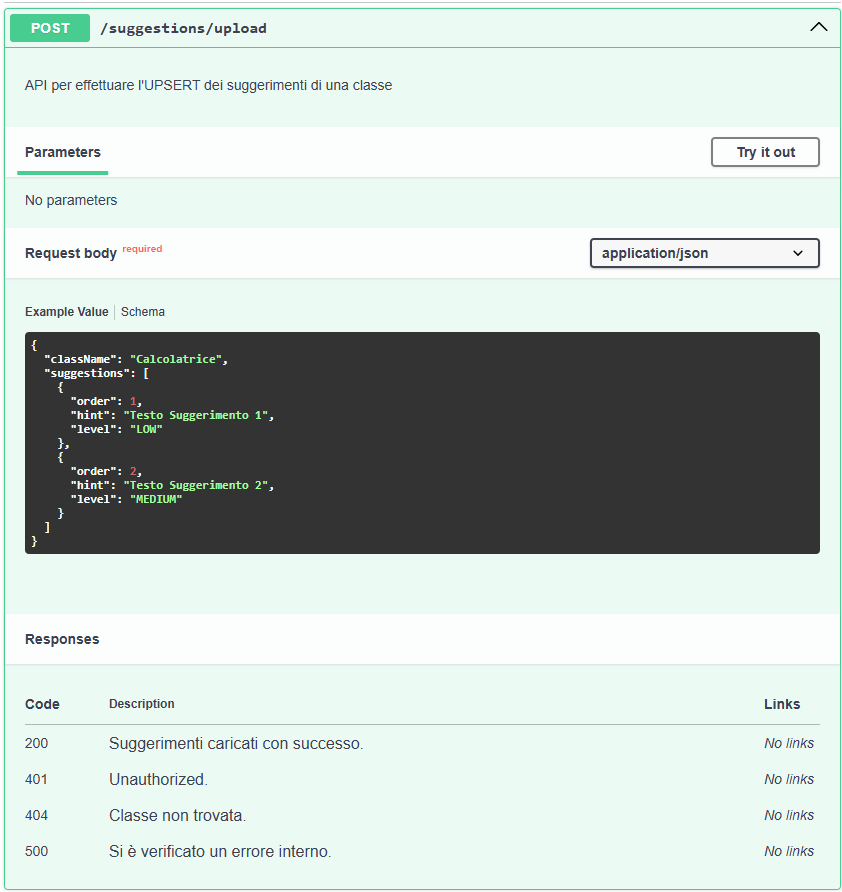 POST /suggestions/upload
API per effettuare l'UPSERT dei suggerimenti di una classe
Parameters Try it out
No parameters
Request body required application/json
Example Value Schema
{
  "className": "Calcolatrice",
  "suggestions": [
    {
      "order": 1,
      "hint": "Testo Suggerimento 1",
      "level": "LOW"
    },
    {
      "order": 2,
      "hint": "Testo Suggerimento 2",
      "level": "MEDIUM"
    }
  ]
}
Responses
Code Description Links
200 Suggerimenti caricati con successo. No links
401 Unauthorized. No links
404 Classe non trovata. No links
500 Si è verificato un errore interno. No links